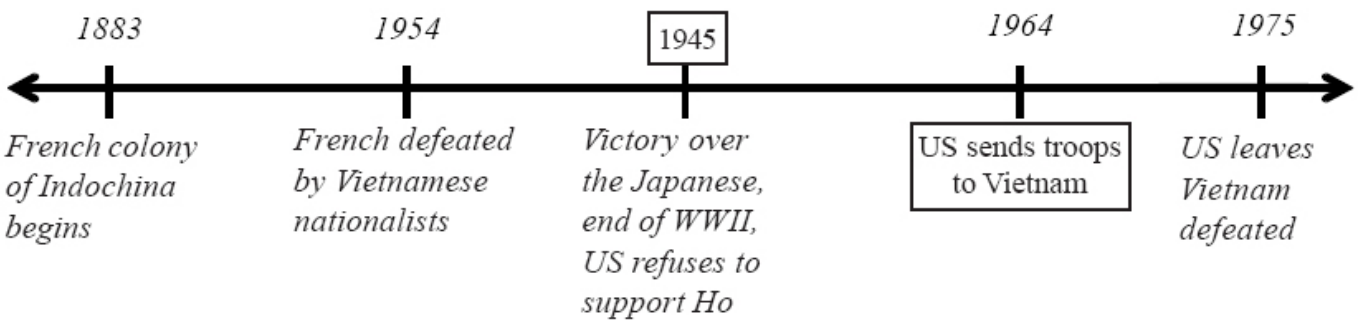 1883
1954
1945
1964
1975
French colony
of Indochina
begins
French defeated
by Vietnamese
nationalists
Victory over
the Japanese,
end of WWII,
US refuses to
support Ho
US sends troops
to Vietnam
US leaves
Vietnam
defeated